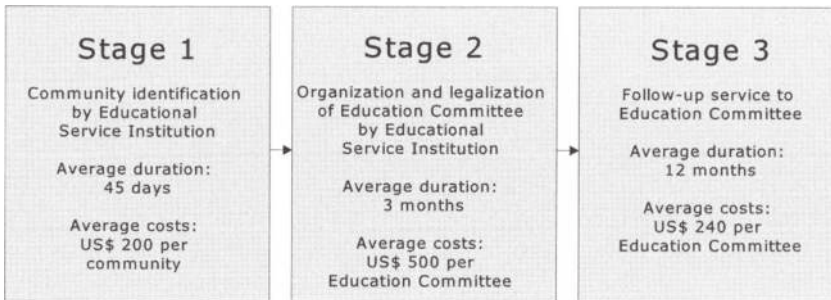 Stage 1
Community identification
by Educational
Service Institution
Average duration:
45 days
Average costs:
US$ 200 per
community
Stage 2
Organization and legalization
of Education Committee
by Educational
Service Institution
Average duration:
3 months
Average costs:
US$ 500 per
Education Committee
Stage 3
Follow-up service to
Education Committee
Average duration:
12 months
Average costs:
US$ 240 per
Education Committee